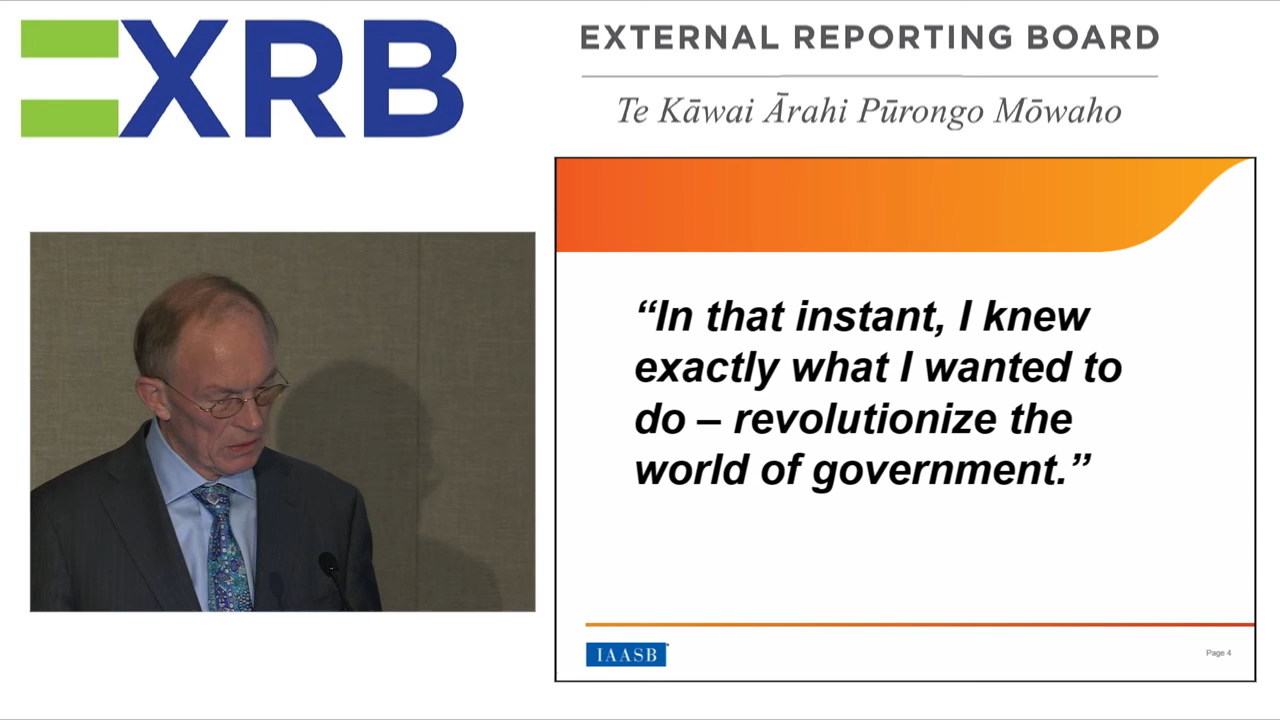 EXRB
EXTERNAL REPORTING BOARD
Te Kāwai Ārahi Pūrongo Mōwaho
“In that instant, I knew
exactly what I wanted to
do – revolutionize the
world of government.”
IAASB
Page 4